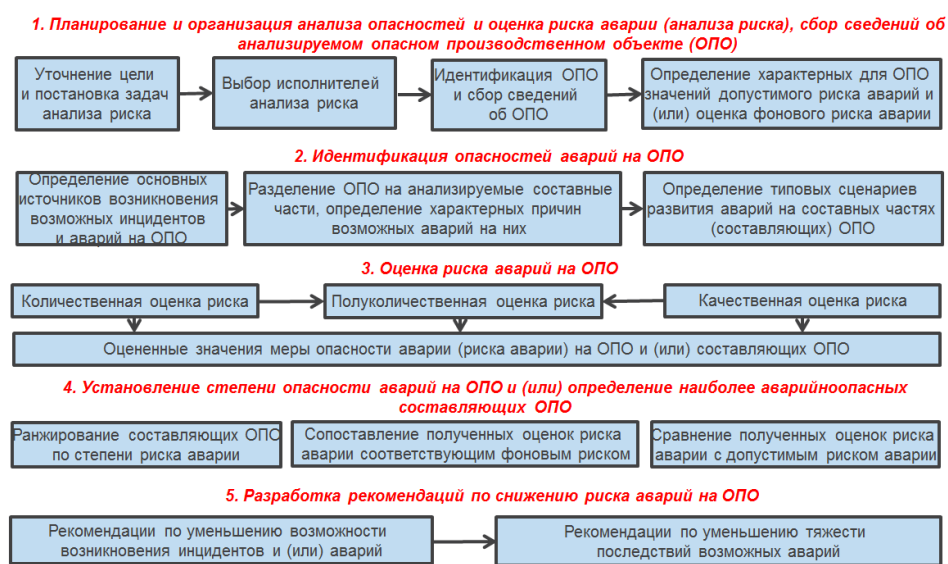 1. Планирование и организация анализа опасностей и оценка риска аварии (анализа риска), сбор сведений об
анализируемом опасном производственном объекте (ОПО)
Уточнение цели
и постановка задач
анализа риска
Выбор исполнителей
анализа риска
Идентификация ОПО
и сбор сведений
об ОПО
Определение характерных для ОПО
значений допустимого риска аварий и
(или) оценка фонового риска аварии
2. Идентификация опасностей аварий на ОПО
Определение основных
источников возникновения
возможных инцидентов
и аварий на ОПО
Разделение ОПО на анализируемые составные
части, определение характерных причин
возможных аварий на них
Определение типовых сценариев
развития аварий на составных частях
(составляющих) ОПО
3. Оценка риска аварий на ОПО
Количественная оценка риска
Полуколичественная оценка риска
Качественная оценка риска
Оцененные значения меры опасности аварии (риска аварии) на ОПО и (или) составляющих ОПО
4. Установление степени опасности аварий на ОПО и (или) определение наиболее аварийноопасных
составляющих ОПО
Ранжирование составляющих ОПО
по степени риска аварии
Сопоставление полученных оценок риска
аварии соответствующим фоновым риском
Сравнение полученных оценок риска
аварии с допустимым риском аварии
5. Разработка рекомендаций по снижению риска аварий на ОПО
Рекомендации по уменьшению возможности
возникновения инцидентов и (или) аварий
Рекомендации по уменьшению тяжести
последствий возможных аварий